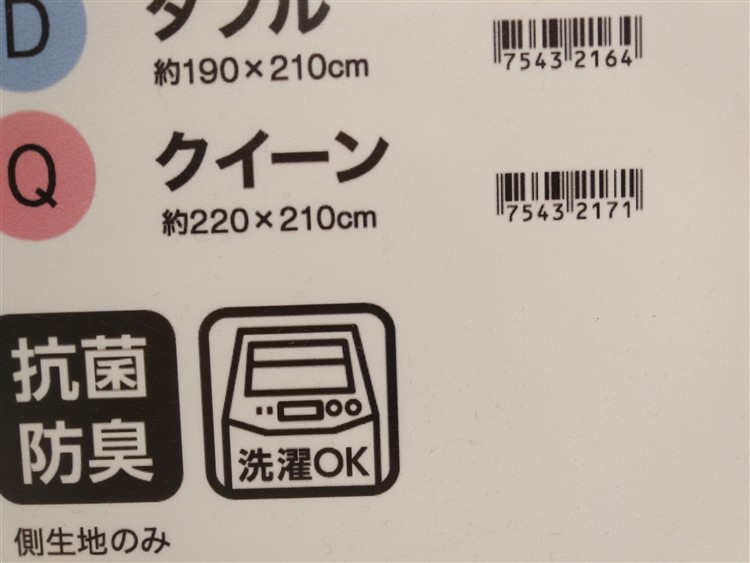 D
ダブル
約190×210cm
7543 2164
Q
クイーン
約220×210cm
7543 2171
抗菌
防臭
洗濯OK
側生地のみ